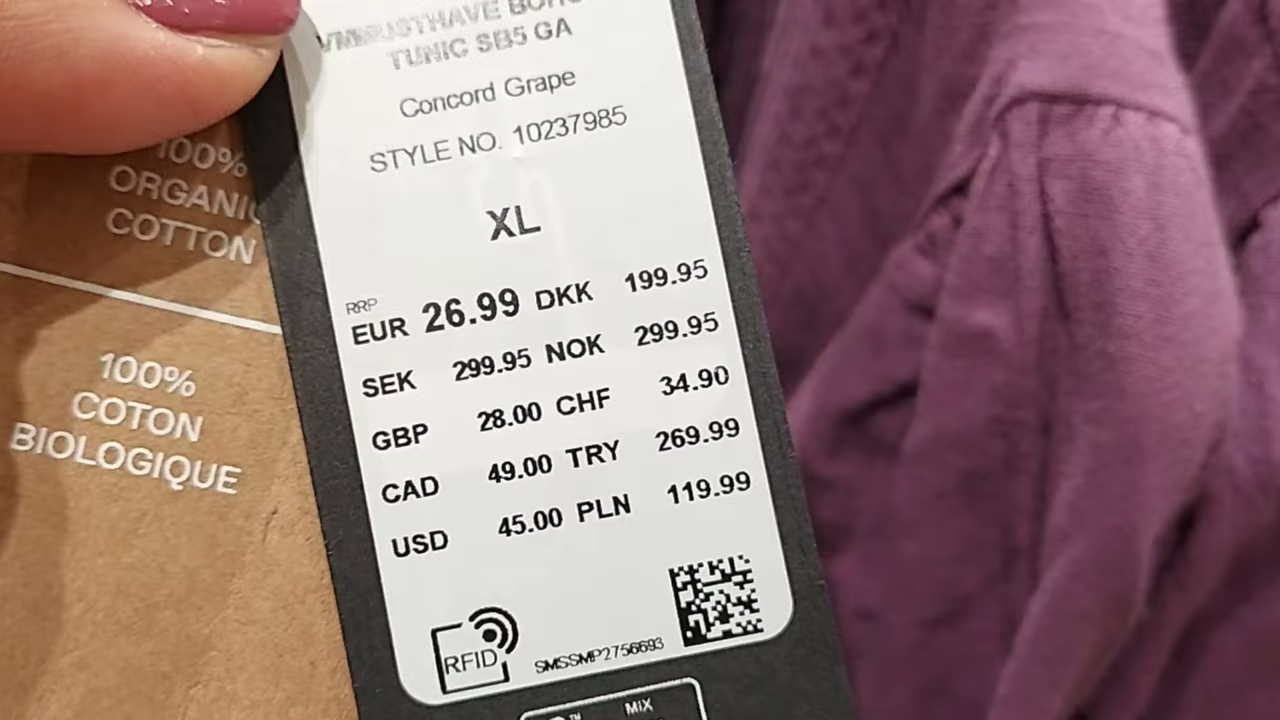 TUNIC SB5 GA
Concord Grape
STYLE NO. 10237985
XL
RRP
EUR 26.99 DKK 199.95
SEK 299.95 NOK 299.95
GBP 28.00 CHF 34.90
CAD 49.00 TRY 269.99
USD 45.00 PLN 119.99
RFID
SMSSMP2756693
TM
MIX
100%
ORGANIC
COTTON
100%
COTON
BIOLOGIQUE